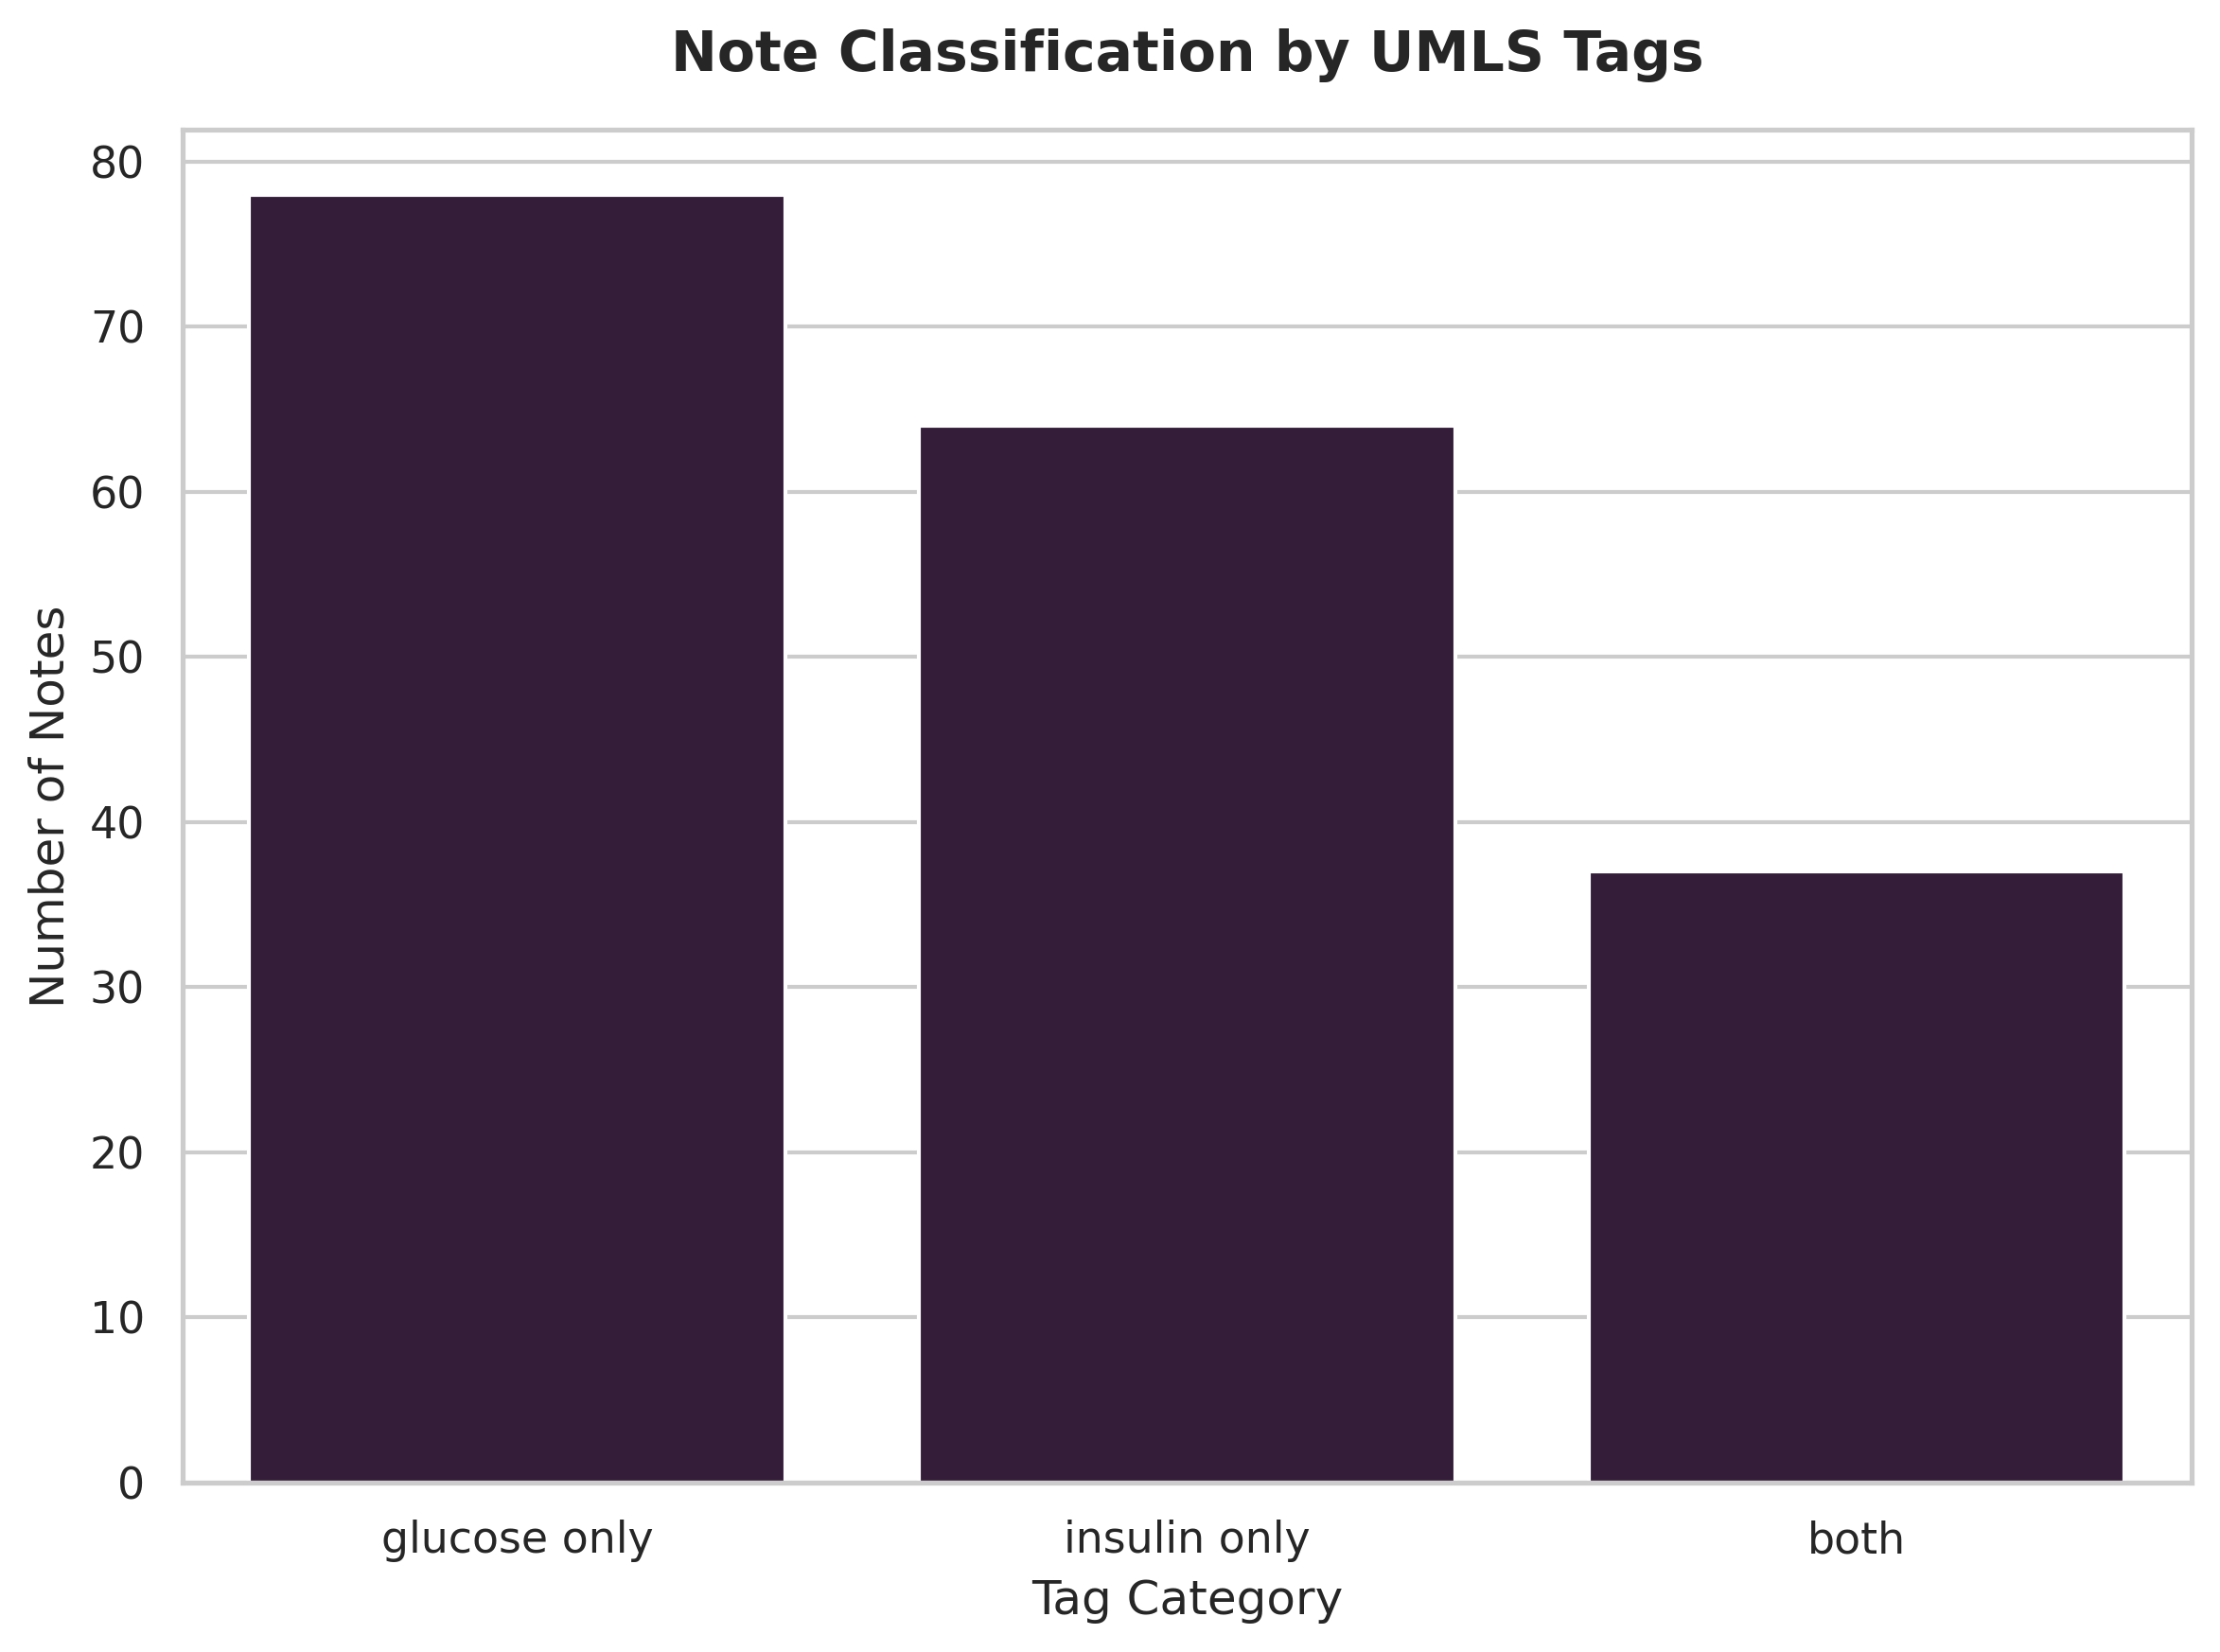 Note Classification by UMLS Tags
Number of Notes
80
70
60
50
40
30
20
10
0
glucose only
insulin only
both
Tag Category